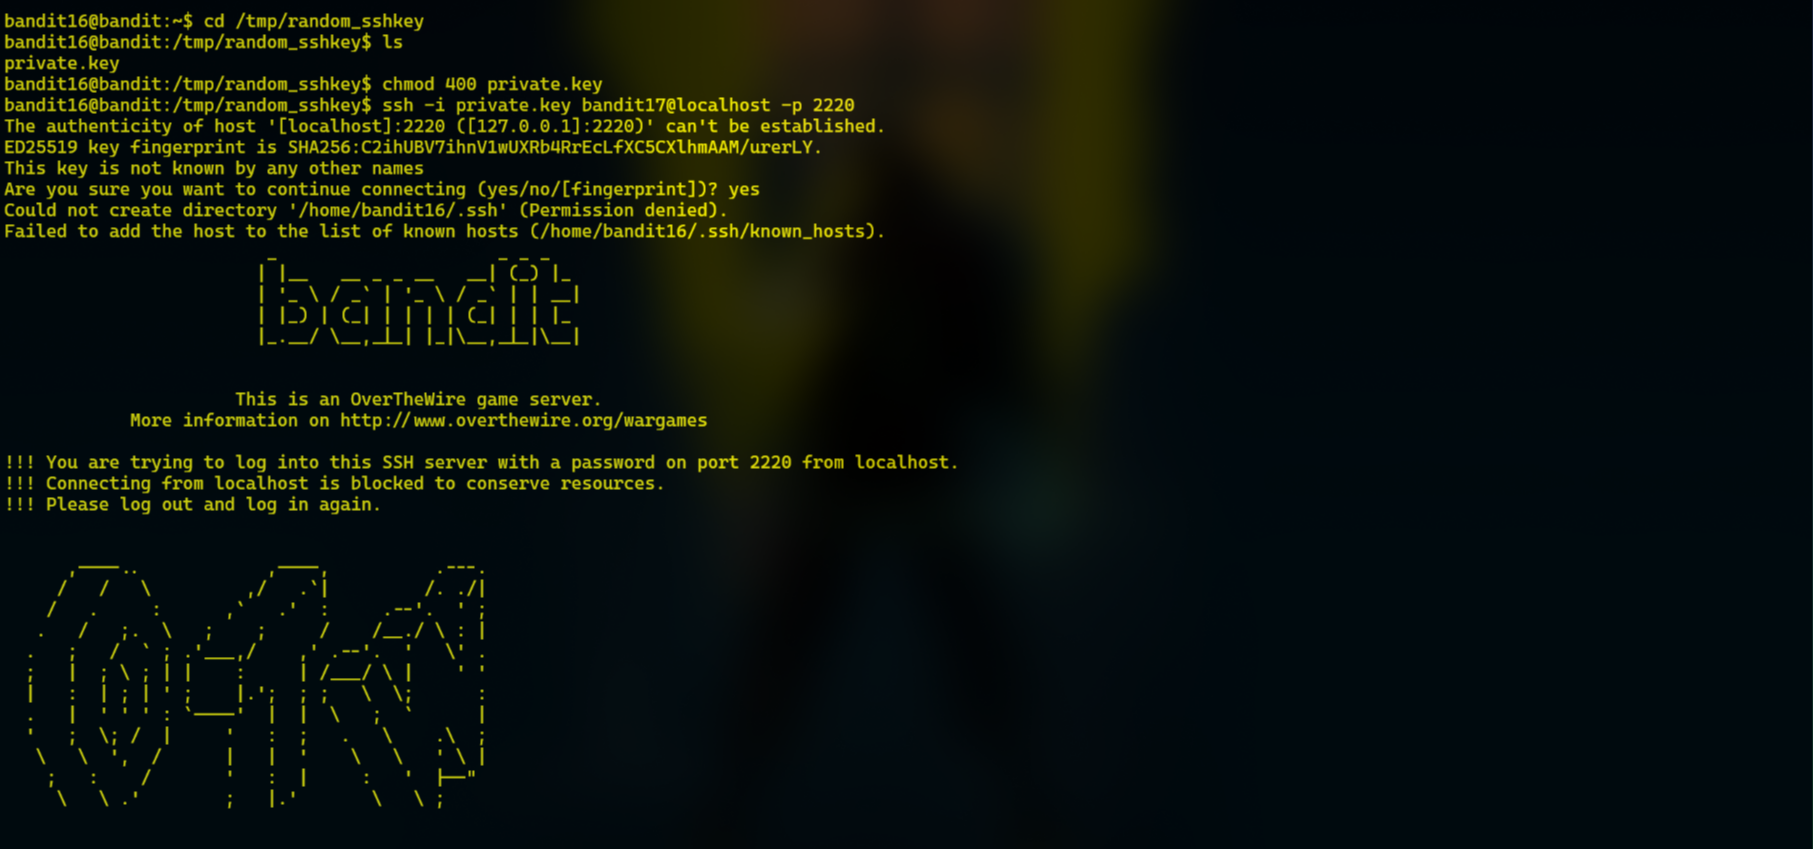 bandit16@bandit:~$ cd /tmp/random_sshkey
bandit16@bandit:/tmp/random_sshkey$ ls
private.key
bandit16@bandit:/tmp/random_sshkey$ chmod 400 private.key
bandit16@bandit:/tmp/random_sshkey$ ssh -i private.key bandit17@localhost -p 2220
The authenticity of host '[localhost]:2220 ([127.0.0.1]:2220)' can't be established.
ED25519 key fingerprint is SHA256:C2ihUBV7ihnV1wUXRb4RrEcLfXC5CXlhmAAM/urerLY.
This key is not known by any other names
Are you sure you want to continue connecting (yes/no/[fingerprint])? yes
Could not create directory '/home/bandit16/.ssh' (Permission denied).
Failed to add the host to the list of known hosts (/home/bandit16/.ssh/known_hosts).
bandit
This is an OverTheWire game server.
More information on http://www.overthewire.org/wargames
!!! You are trying to log into this SSH server with a password on port 2220 from localhost.
!!! Connecting from localhost is blocked to conserve resources.
!!! Please log out and log in again.